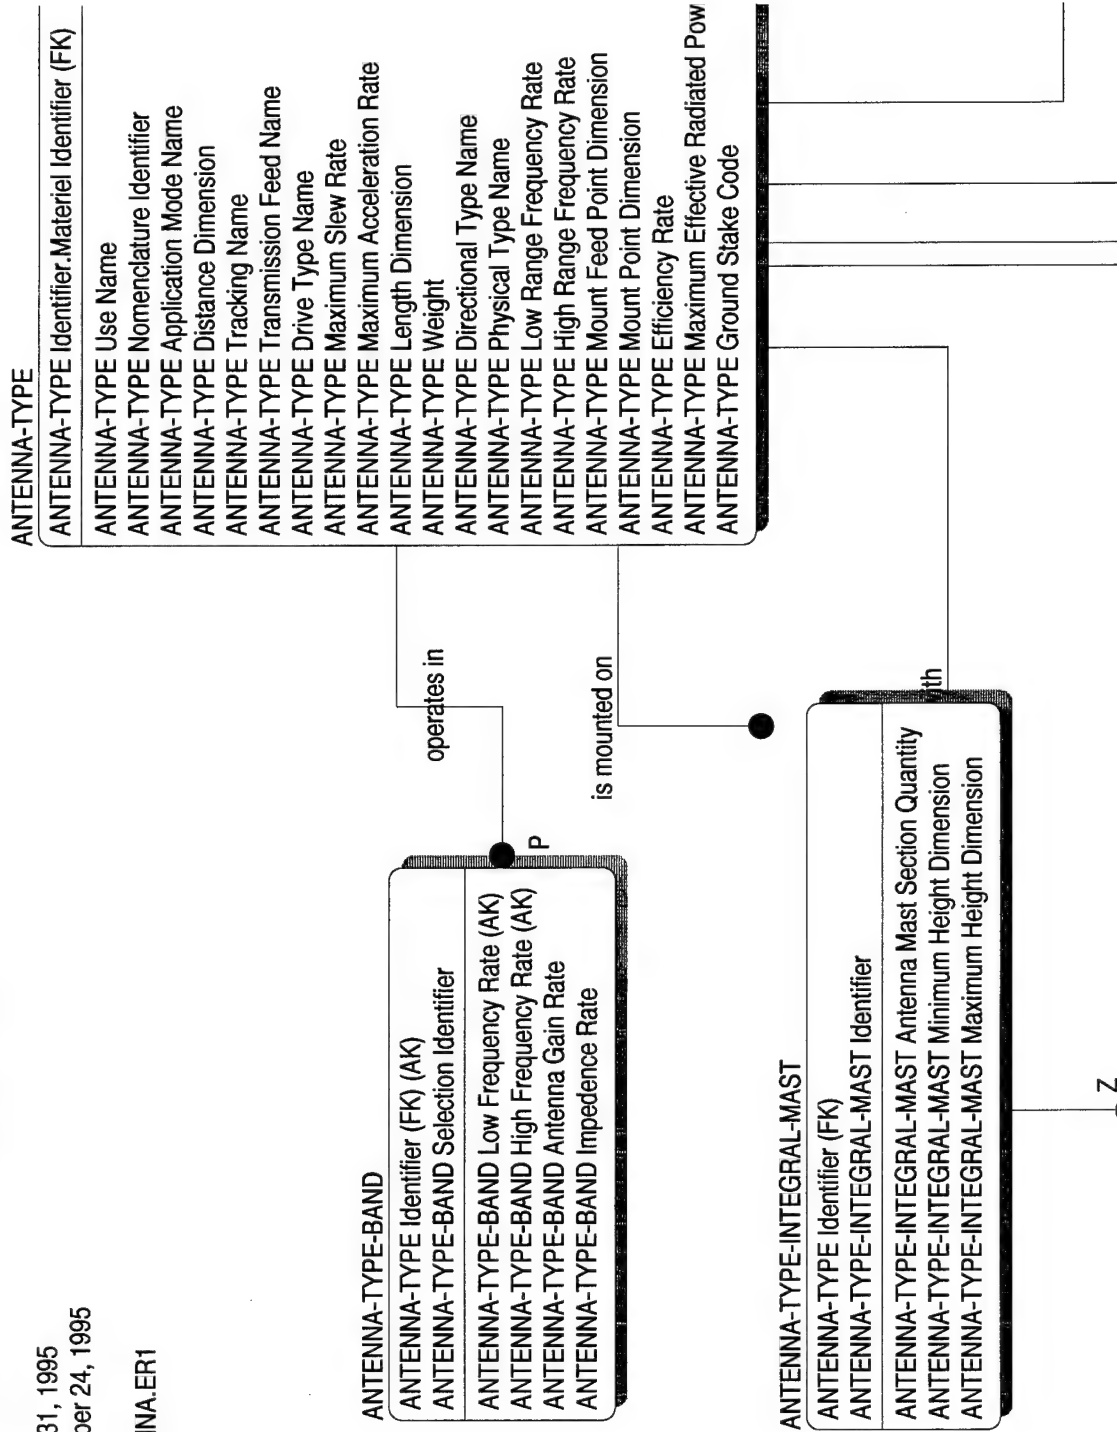 31, 1995
ber 24, 1995
NNA.ER1
ANTENNA-TYPE
ANTENNA-TYPE Identifier.Materiel Identifier (FK)
ANTENNA-TYPE Use Name
ANTENNA-TYPE Nomenclature Identifier
ANTENNA-TYPE Application Mode Name
ANTENNA-TYPE Distance Dimension
ANTENNA-TYPE Tracking Name
ANTENNA-TYPE Transmission Feed Name
ANTENNA-TYPE Drive Type Name
ANTENNA-TYPE Maximum Slew Rate
ANTENNA-TYPE Maximum Acceleration Rate
ANTENNA-TYPE Length Dimension
ANTENNA-TYPE Weight
ANTENNA-TYPE Directional Type Name
ANTENNA-TYPE Physical Type Name
ANTENNA-TYPE Low Range Frequency Rate
ANTENNA-TYPE High Range Frequency Rate
ANTENNA-TYPE Mount Feed Point Dimension
ANTENNA-TYPE Mount Point Dimension
ANTENNA-TYPE Efficiency Rate
ANTENNA-TYPE Maximum Effective Radiated Pow
ANTENNA-TYPE Ground Stake Code
operates in
P
is mounted on
ith
ANTENNA-TYPE-BAND
ANTENNA-TYPE Identifier (FK) (AK)
ANTENNA-TYPE-BAND Selection Identifier
ANTENNA-TYPE-BAND Low Frequency Rate (AK)
ANTENNA-TYPE-BAND High Frequency Rate (AK)
ANTENNA-TYPE-BAND Antenna Gain Rate
ANTENNA-TYPE-BAND Impedence Rate
ANTENNA-TYPE-INTEGRAL-MAST
ANTENNA-TYPE Identifier (FK)
ANTENNA-TYPE-INTEGRAL-MAST Identifier
ANTENNA-TYPE-INTEGRAL-MAST Antenna Mast Section Quantity
ANTENNA-TYPE-INTEGRAL-MAST Minimum Height Dimension
ANTENNA-TYPE-INTEGRAL-MAST Maximum Height Dimension
Z